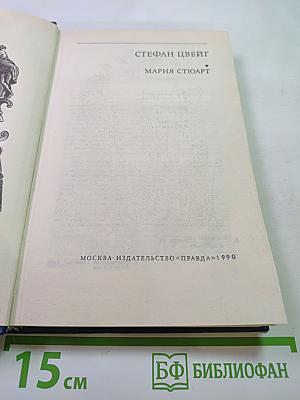 СТЕФАН ЦВЕЙГ
МАРИЯ СТЮАРТ
МОСКВА·ИЗДАТЕЛЬСТВО «ПРАВДА» 1990
15 см
БФ БИБЛИОФАН